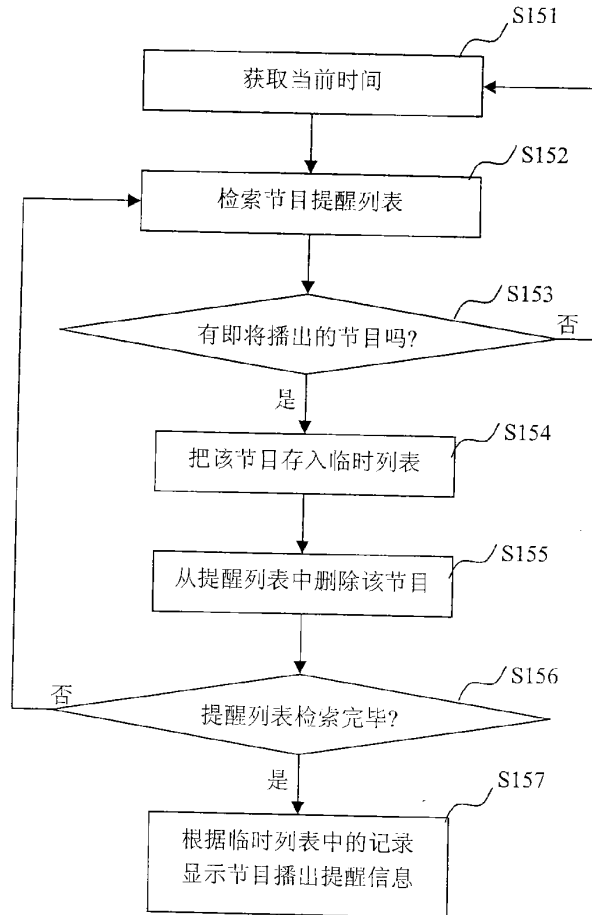 S151
获取当前时间
S152
检索节目提醒列表
S153
有即将播出的节目吗?
否
是
S154
把该节目存入临时列表
S155
从提醒列表中删除该节目
S156
否
提醒列表检索完毕?
是
S157
根据临时列表中的记录
显示节目播出提醒信息